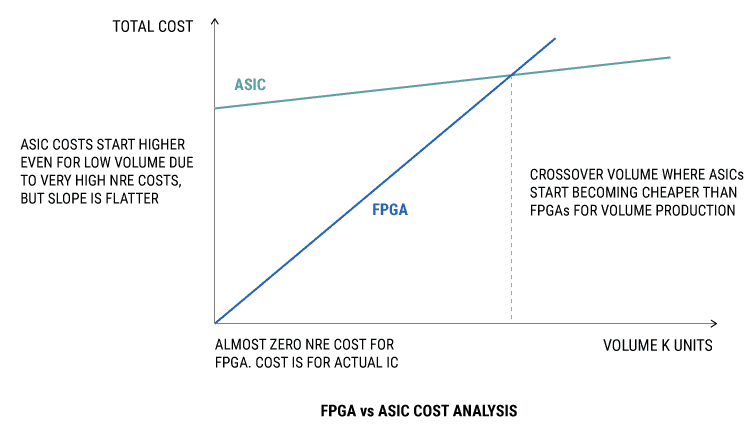 TOTAL COST
ASIC
ASIC COSTS START HIGHER
EVEN FOR LOW VOLUME DUE
TO VERY HIGH NRE COSTS,
BUT SLOPE IS FLATTER
CROSSOVER VOLUME WHERE ASICs
START BECOMING CHEAPER THAN
FPGAs FOR VOLUME PRODUCTION
FPGA
ALMOST ZERO NRE COST FOR
FPGA. COST IS FOR ACTUAL IC
VOLUME K UNITS
FPGA vs ASIC COST ANALYSIS